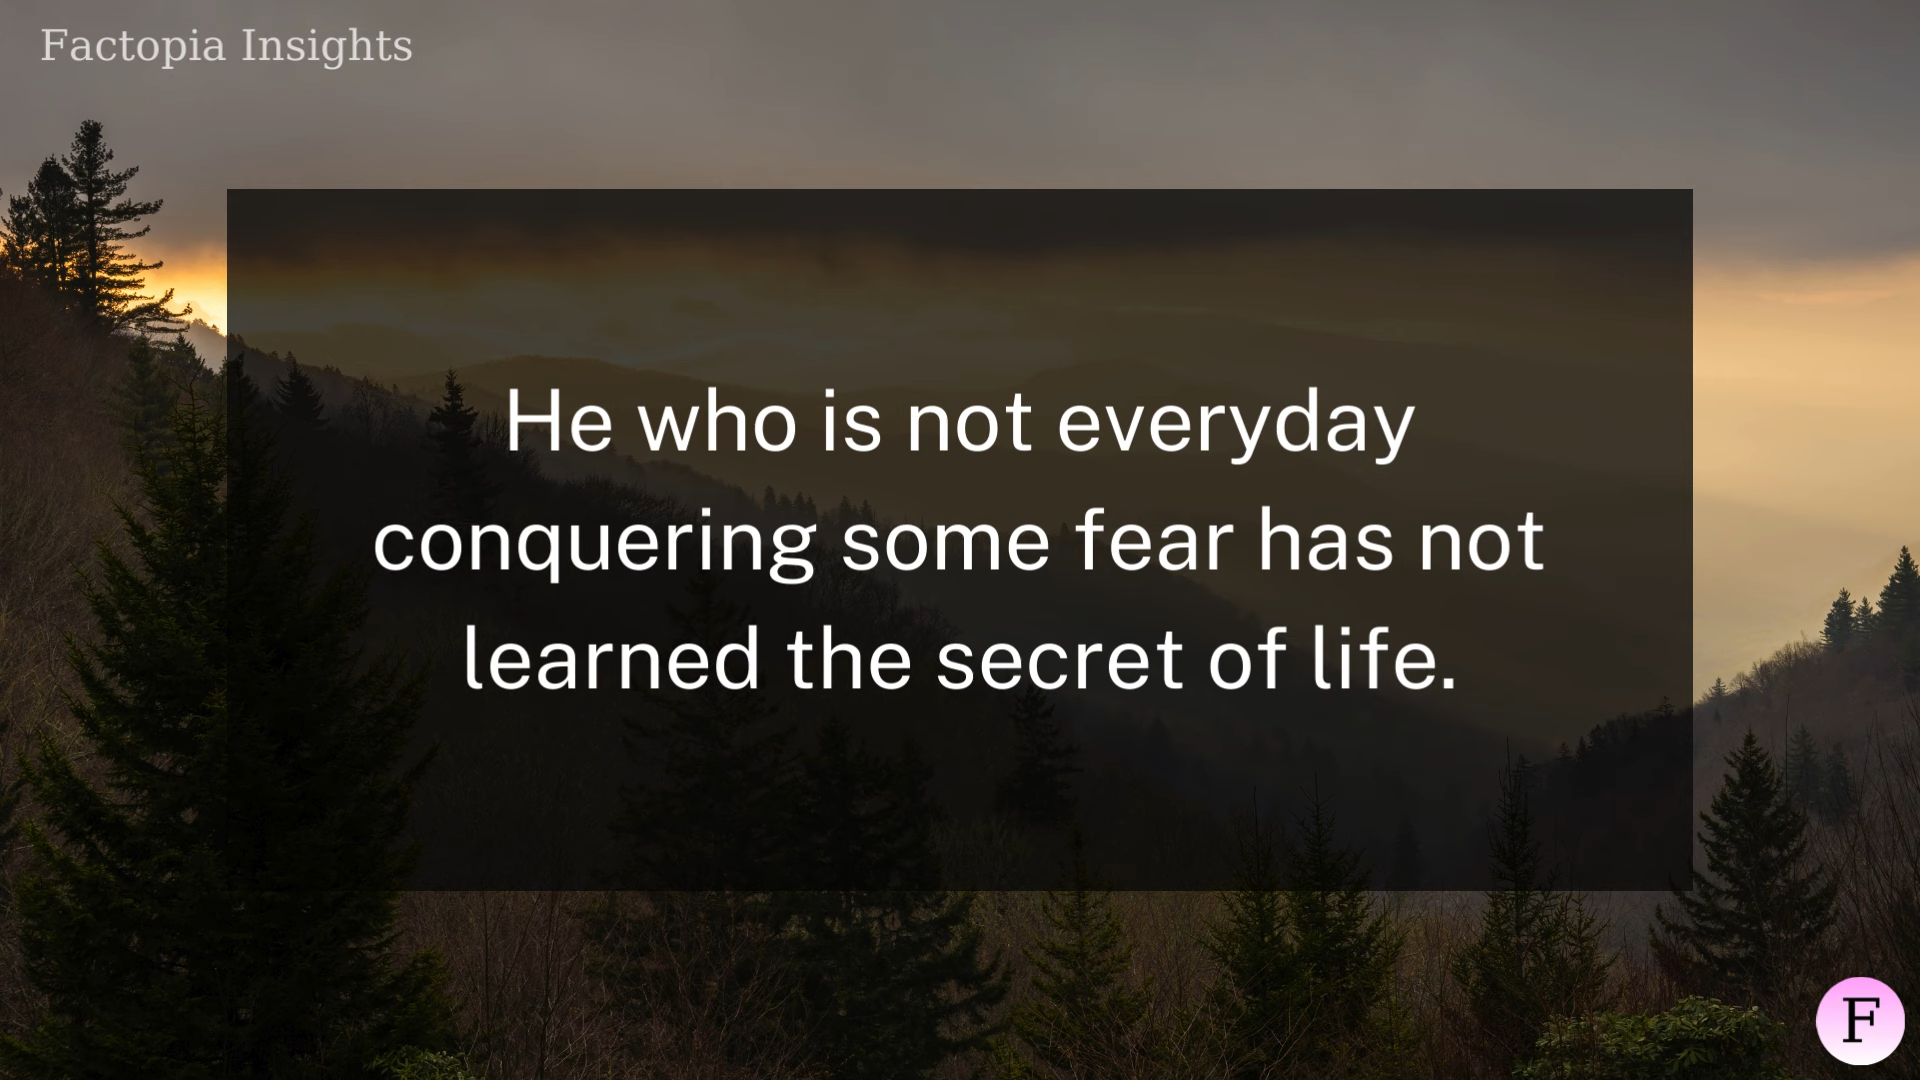 Factopia Insights
He who is not everyday
conquering some fear has not
learned the secret of life.
F